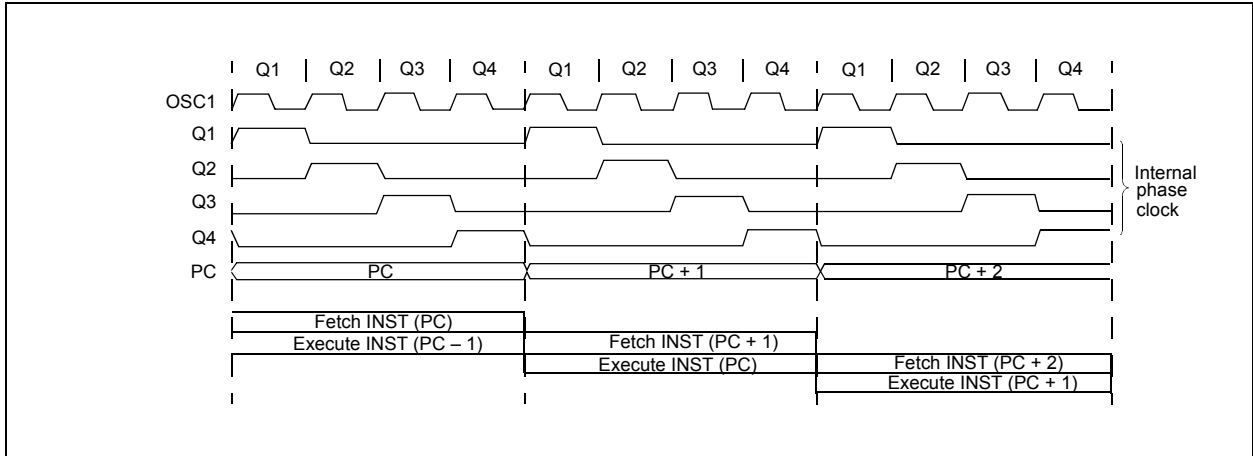 Q1 Q2 Q3 Q4 Q1 Q2 Q3 Q4 Q1 Q2 Q3 Q4
OSC1
Q1
Q2
Q3
Q4
Internal
phase
clock
PC PC PC + 1 PC + 2
Fetch INST (PC)
Execute INST (PC – 1) Fetch INST (PC + 1)
Execute INST (PC) Fetch INST (PC + 2)
Execute INST (PC + 1)